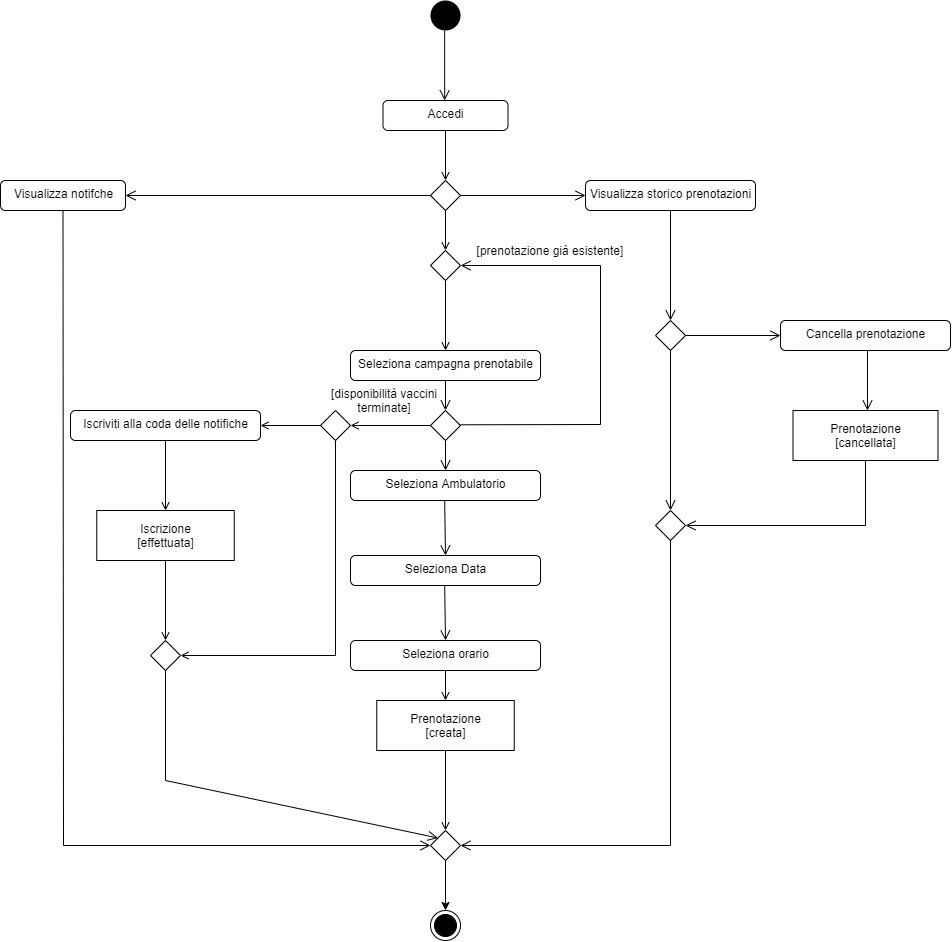 Accedi
Visualizza notifche
Visualizza storico prenotazioni
[prenotazione già esistente]
Cancella prenotazione
Seleziona campagna prenotabile
[disponibilità vaccini
terminate]
Iscriviti alla coda delle notifiche
Prenotazione
[cancellata]
Seleziona Ambulatorio
Iscrizione
[effettuata]
Seleziona Data
Seleziona orario
Prenotazione
[creata]